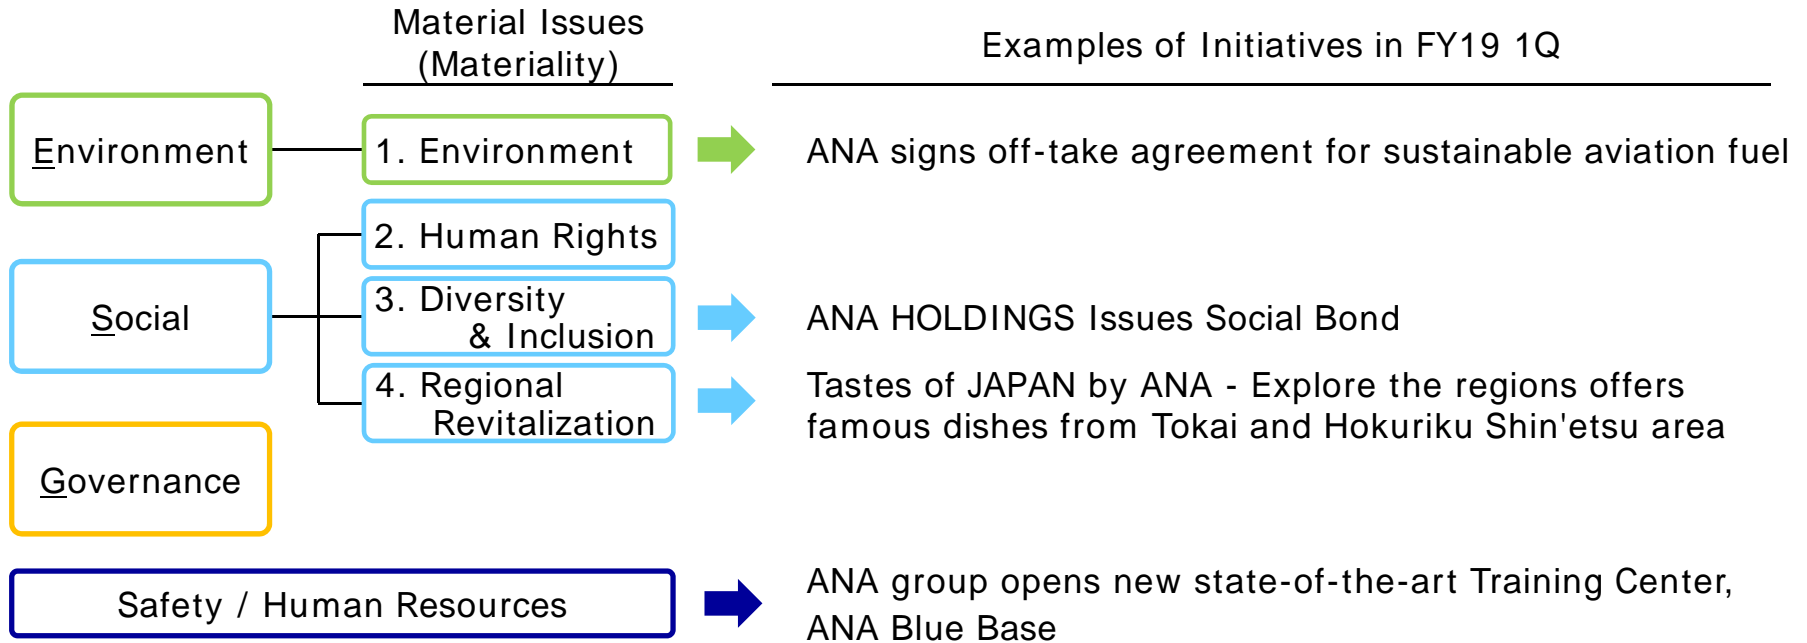 Material Issues
(Materiality)
Examples of Initiatives in FY19 1Q
Environment
1. Environment
ANA signs off-take agreement for sustainable aviation fuel
Social
2. Human Rights
3. Diversity
& Inclusion
ANA HOLDINGS Issues Social Bond
4. Regional
Revitalization
Tastes of JAPAN by ANA - Explore the regions offers
famous dishes from Tokai and Hokuriku Shin'etsu area
Governance
Safety / Human Resources
ANA group opens new state-of-the-art Training Center,
ANA Blue Base